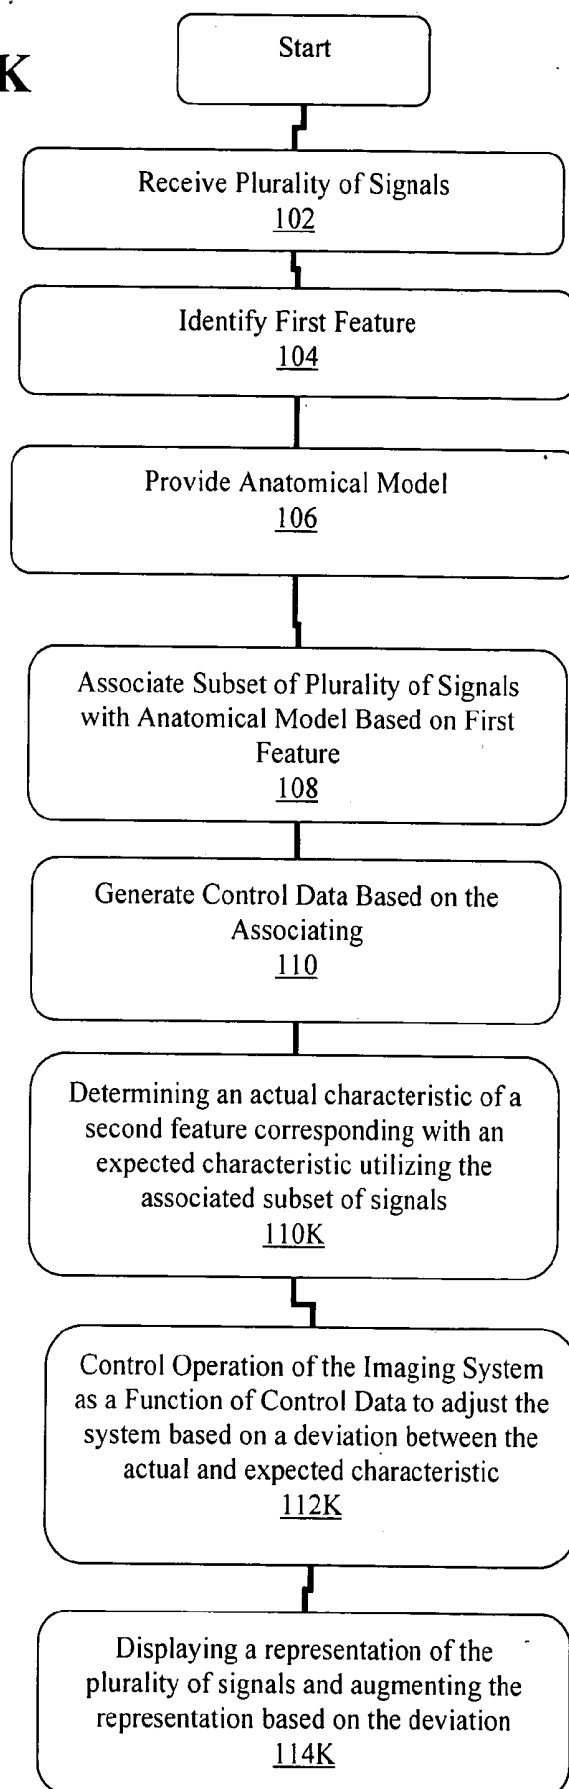 K
Start
Receive Plurality of Signals
102
Identify First Feature
104
Provide Anatomical Model
106
Associate Subset of Plurality of Signals
with Anatomical Model Based on First
Feature
108
Generate Control Data Based on the
Associating
110
Determining an actual characteristic of a
second feature corresponding with an
expected characteristic utilizing the
associated subset of signals
110K
Control Operation of the Imaging System
as a Function of Control Data to adjust the
system based on a deviation between the
actual and expected characteristic
112K
Displaying a representation of the
plurality of signals and augmenting the
representation based on the deviation
114K